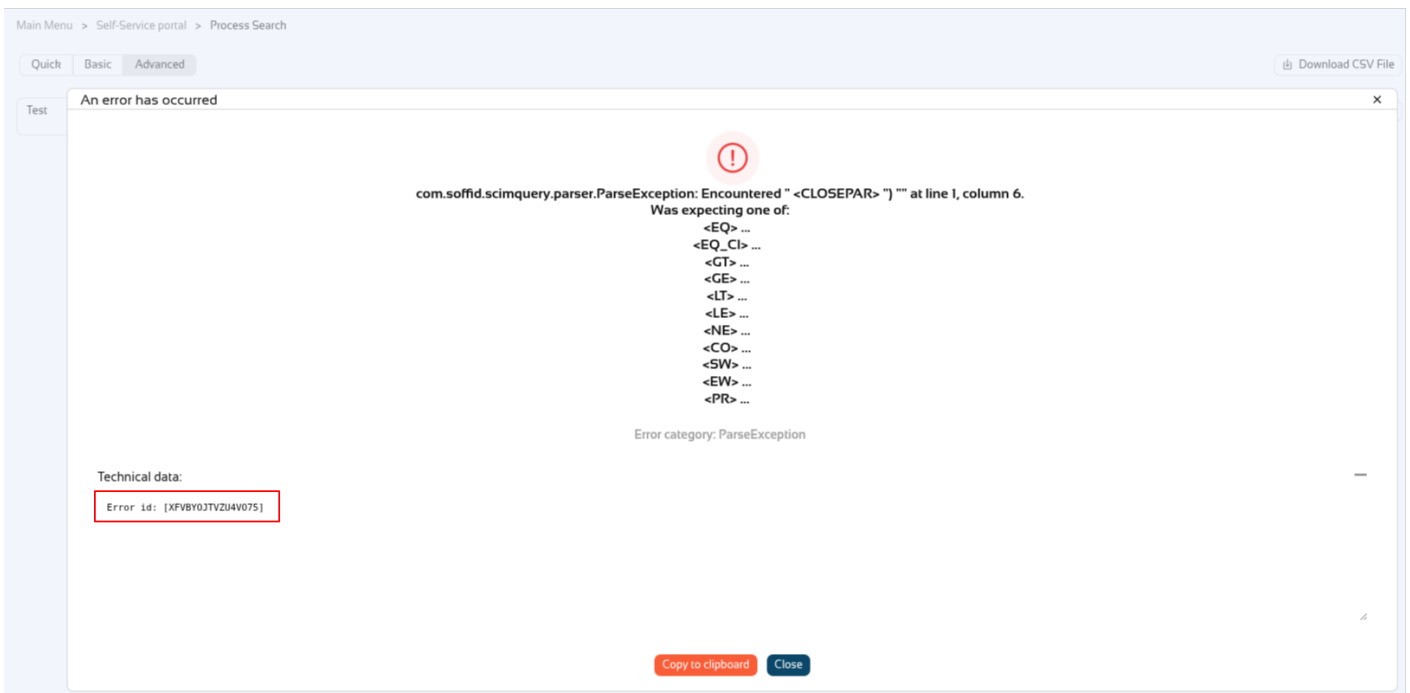 Main Menu > Self-Service portal > Process Search
Quick Basic Advanced
Download CSV File
Test
An error has occurred
com.soffid.scimquery.parser.ParseException: Encountered " <CLOSEPAR> ") "" at line 1, column 6.
Was expecting one of:
<EQ> ...
<EQ_CI> ...
<GT> ...
<GE> ...
<LT> ...
<LE> ...
<NE> ...
<CO> ...
<SW> ...
<EW> ...
<PR> ...
Error category: ParseException
Technical data:
Error id: [XFVBYOJTVZU4VO75]
Copy to clipboard Close